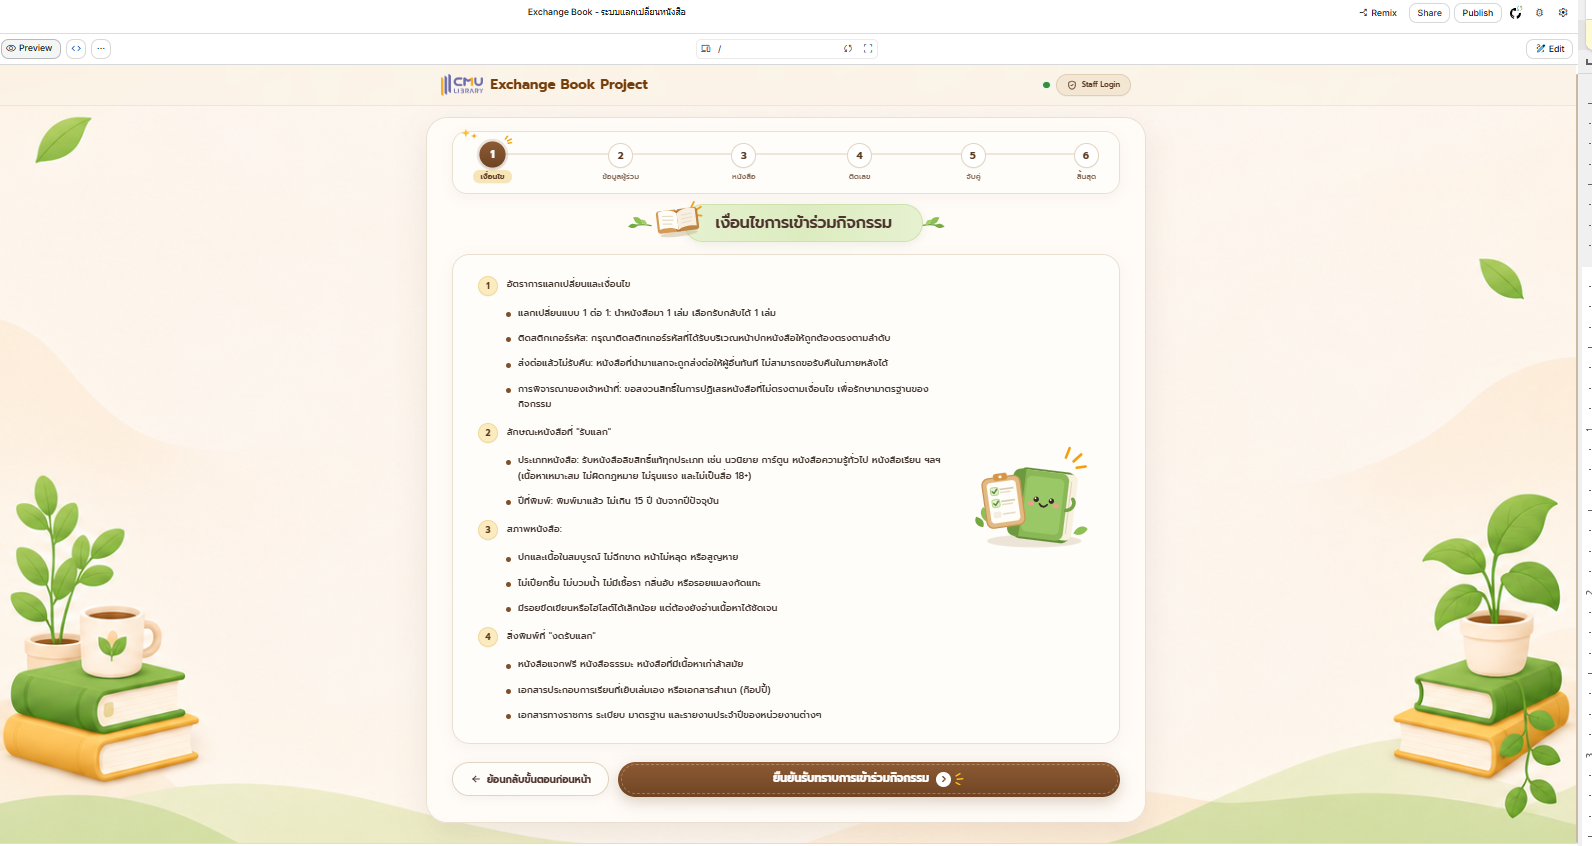 Exchange Book - ระบบแลกเปลี่ยนหนังสือ
Remix
Share
Publish
Preview
/
Edit
CMU LIBRARY
Exchange Book Project
Staff Login
1
2
3
4
5
6
เงื่อนไข
ข้อมูลผู้ร่วม
หนังสือ
ติดเลข
จับคู่
สิ้นสุด
เงื่อนไขการเข้าร่วมกิจกรรม
1 อัตราการแลกเปลี่ยนและเงื่อนไข
แลกเปลี่ยนแบบ 1 ต่อ 1: นำหนังสือมา 1 เล่ม เลือกรับกลับได้ 1 เล่ม
ติดสติกเกอร์รหัส: กรุณาติดสติกเกอร์รหัสที่ได้รับบริเวณหน้าปกหนังสือให้ถูกต้องตรงตามลำดับ
ส่งต่อแล้วไม่รับคืน: หนังสือที่นำมาแลกจะถูกส่งต่อให้ผู้อื่นทันที ไม่สามารถขอรับคืนในภายหลังได้
การพิจารณาของเจ้าหน้าที่: ขอสงวนสิทธิ์ในการปฏิเสธหนังสือที่ไม่ตรงตามเงื่อนไข เพื่อรักษามาตรฐานของ
กิจกรรม
2 ลักษณะหนังสือที่ "รับแลก"
ประเภทหนังสือ: รับหนังสือลิขสิทธิ์แท้ทุกประเภท เช่น นวนิยาย การ์ตูน หนังสือความรู้ทั่วไป หนังสือเรียน ฯลฯ
(เนื้อหาเหมาะสม ไม่ผิดกฎหมาย ไม่รุนแรง และไม่เป็นสื่อ 18+)
ปีที่พิมพ์: พิมพ์มาแล้ว ไม่เกิน 15 ปี นับจากปีปัจจุบัน
3 สภาพหนังสือ:
ปกและเนื้อในสมบูรณ์ ไม่ฉีกขาด หน้าไม่หลุด หรือสูญหาย
ไม่เปียกชื้น ไม่บวมน้ำ ไม่มีเชื้อรา กลิ่นอับ หรือรอยแมลงกัดแทะ
มีรอยขีดเขียนหรือไฮไลต์ได้เล็กน้อย แต่ต้องยังอ่านเนื้อหาได้ชัดเจน
4 สิ่งพิมพ์ที่ "งดรับแลก"
หนังสือแจกฟรี หนังสือธรรมะ หนังสือที่มีเนื้อหาเก่าล้าสมัย
เอกสารประกอบการเรียนที่เย็บเล่มเอง หรือเอกสารสำเนา (ก๊อปปี้)
เอกสารทางราชการ ระเบียบ มาตรฐาน และรายงานประจำปีของหน่วยงานต่างๆ
ย้อนกลับขั้นตอนก่อนหน้า
ยืนยันรับทราบการเข้าร่วมกิจกรรม